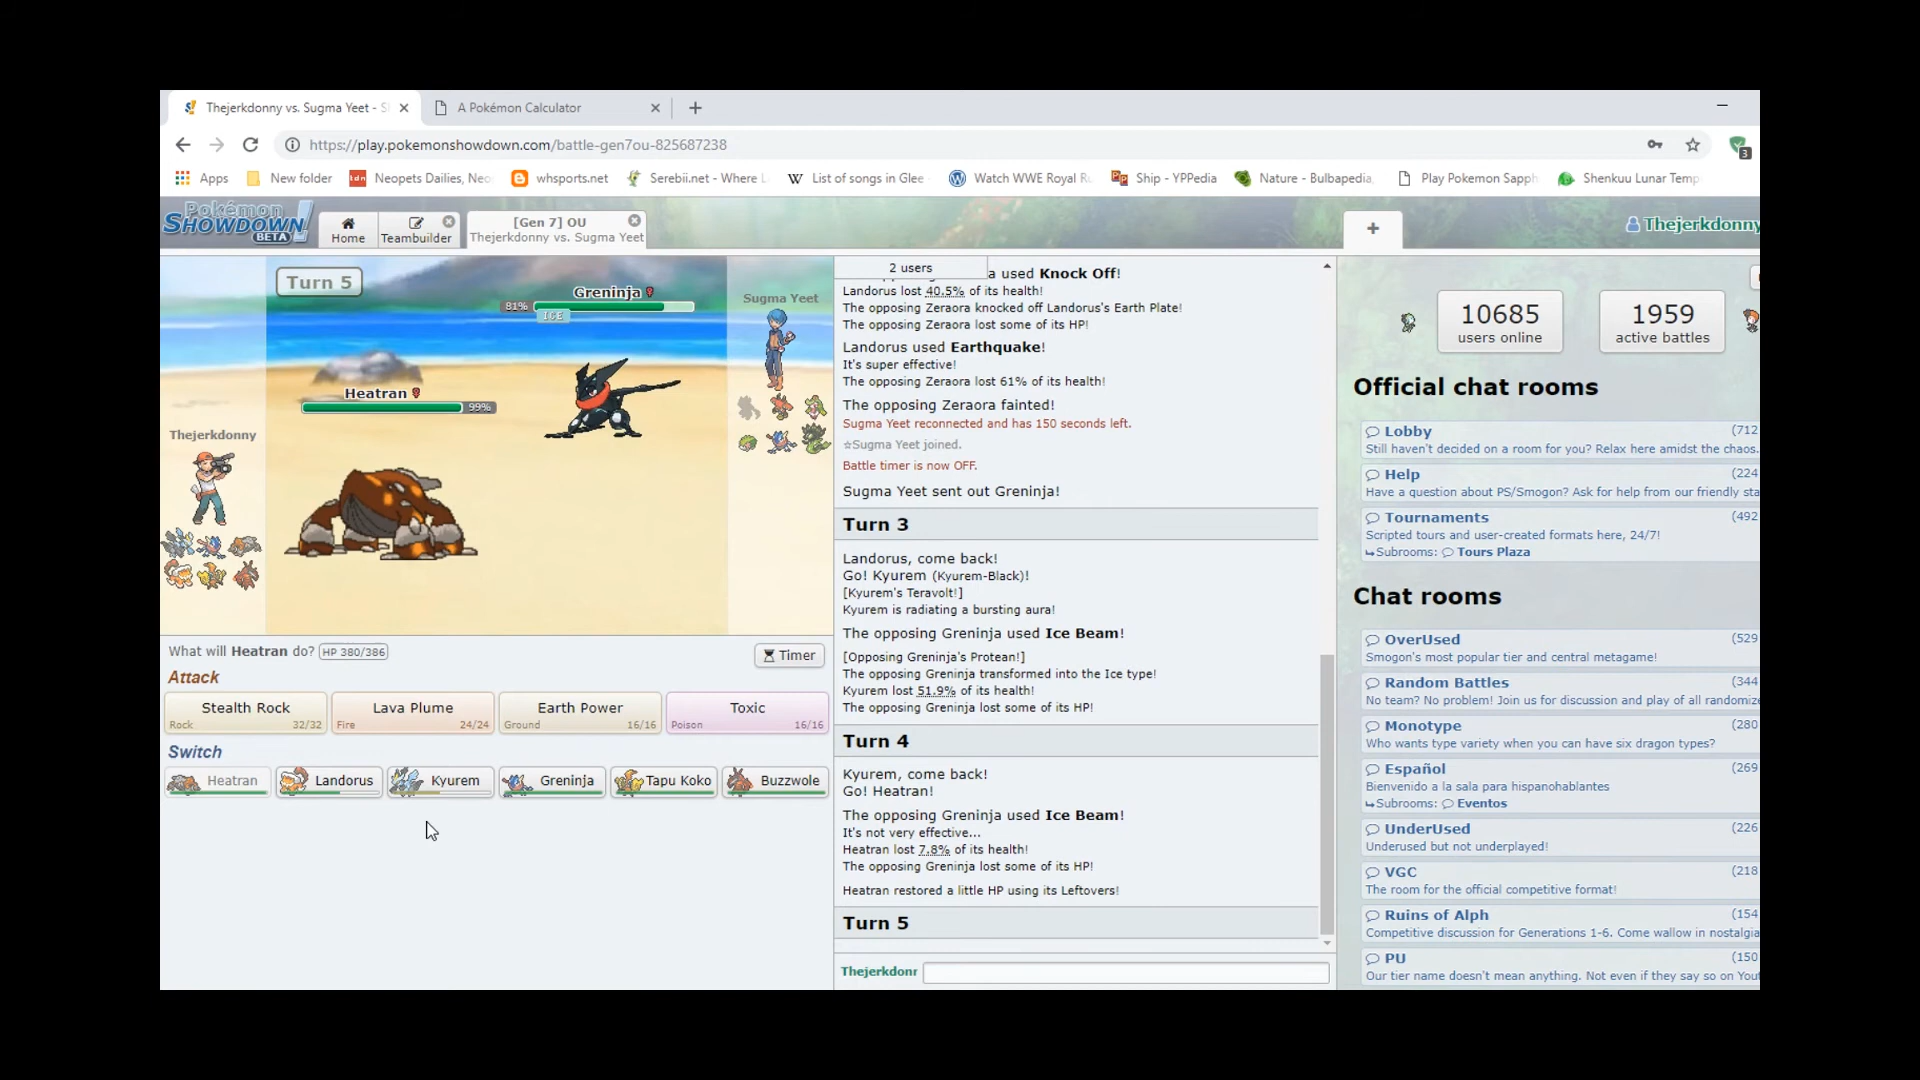 Thejerkdonny vs. Sugma Yeet - S
A Pokémon Calculator
https://play.pokemonshowdown.com/battle-gen7ou-825687238
3
Apps
New folder
tdn
Neopets Dailies, Neo
whsports.net
Serebii.net - Where L
W
List of songs in Glee
Watch WWE Royal R
Ship - YPPedia
Nature - Bulbapedia,
Play Pokemon Sapph
Shenkuu Lunar Temp
Pokémon
SHOWDOWN!
BETA
Home
Teambuilder
[Gen 7] OU
Thejerkdonny vs. Sugma Yeet
+
Thejerkdonny
Turn 5
Greninja
81%
ICE
Sugma Yeet
Heatran
99%
Thejerkdonny
What will Heatran do? HP 380/386
Timer
Attack
Stealth Rock
Rock 32/32
Lava Plume
Fire 24/24
Earth Power
Ground 16/16
Toxic
Poison 16/16
Switch
Heatran
Landorus
Kyurem
Greninja
Tapu Koko
Buzzwole
2 users
a used Knock Off!
Landorus lost 40.5% of its health!
The opposing Zeraora knocked off Landorus's Earth Plate!
The opposing Zeraora lost some of its HP!
Landorus used Earthquake!
It's super effective!
The opposing Zeraora lost 61% of its health!
The opposing Zeraora fainted!
Sugma Yeet reconnected and has 150 seconds left.
☆Sugma Yeet joined.
Battle timer is now OFF.
Sugma Yeet sent out Greninja!
Turn 3
Landorus, come back!
Go! Kyurem (Kyurem-Black)!
[Kyurem's Teravolt!]
Kyurem is radiating a bursting aura!
The opposing Greninja used Ice Beam!
[Opposing Greninja's Protean!]
The opposing Greninja transformed into the Ice type!
Kyurem lost 51.9% of its health!
The opposing Greninja lost some of its HP!
Turn 4
Kyurem, come back!
Go! Heatran!
The opposing Greninja used Ice Beam!
It's not very effective...
Heatran lost 7.8% of its health!
The opposing Greninja lost some of its HP!
Heatran restored a little HP using its Leftovers!
Turn 5
Thejerkdonr
10685
users online
1959
active battles
Official chat rooms
Lobby (712
Still haven't decided on a room for you? Relax here amidst the chaos.
Help (224
Have a question about PS/Smogon? Ask for help from our friendly sta
Tournaments (492
Scripted tours and user-created formats here, 24/7!
↳Subrooms: Tours Plaza
Chat rooms
OverUsed (529
Smogon's most popular tier and central metagame!
Random Battles (344
No team? No problem! Join us for discussion and play of all randomize
Monotype (280
Who wants type variety when you can have six dragon types?
Español (269
Bienvenido a la sala para hispanohablantes
↳Subrooms: Eventos
UnderUsed (226
Underused but not underplayed!
VGC (218
The room for the official competitive format!
Ruins of Alph (154
Competitive discussion for Generations 1-6. Come wallow in nostalgia
PU (150
Our tier name doesn't mean anything. Not even if they say so on You